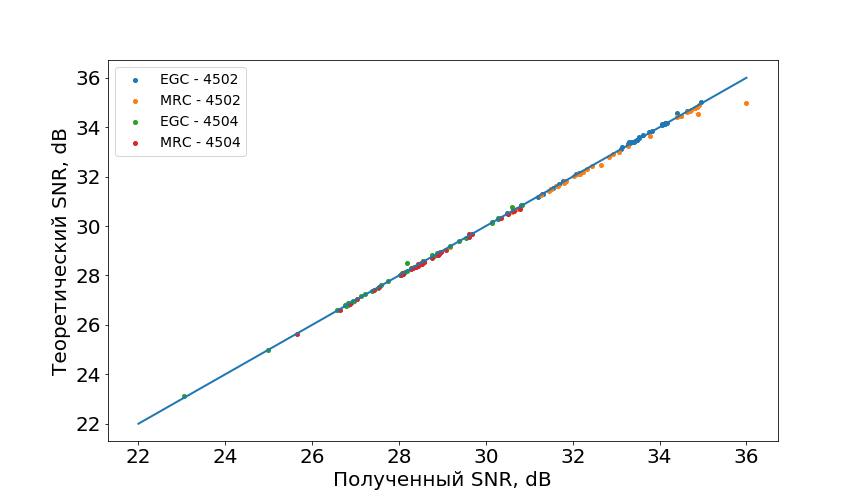 EGC - 4502
MRC - 4502
EGC - 4504
MRC - 4504
Теоретический SNR, dB
36
34
32
30
28
26
24
22
22 24 26 28 30 32 34 36
Полученный SNR, dB